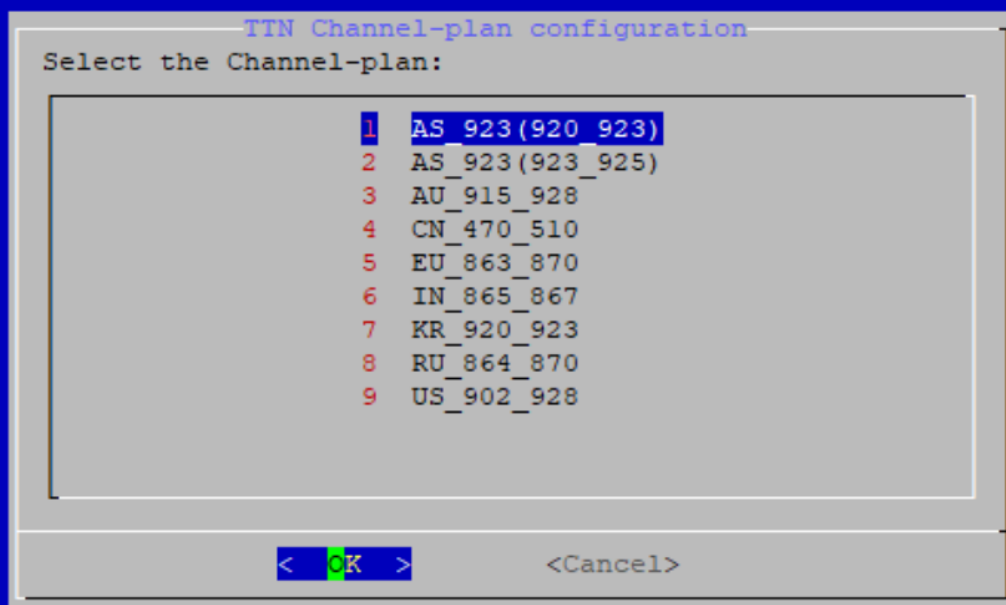 TTN Channel-plan configuration
Select the Channel-plan:
1 AS_923(920_923)
2 AS_923(923_925)
3 AU_915_928
4 CN_470_510
5 EU_863_870
6 IN_865_867
7 KR_920_923
8 RU_864_870
9 US_902_928
< OK > <Cancel>